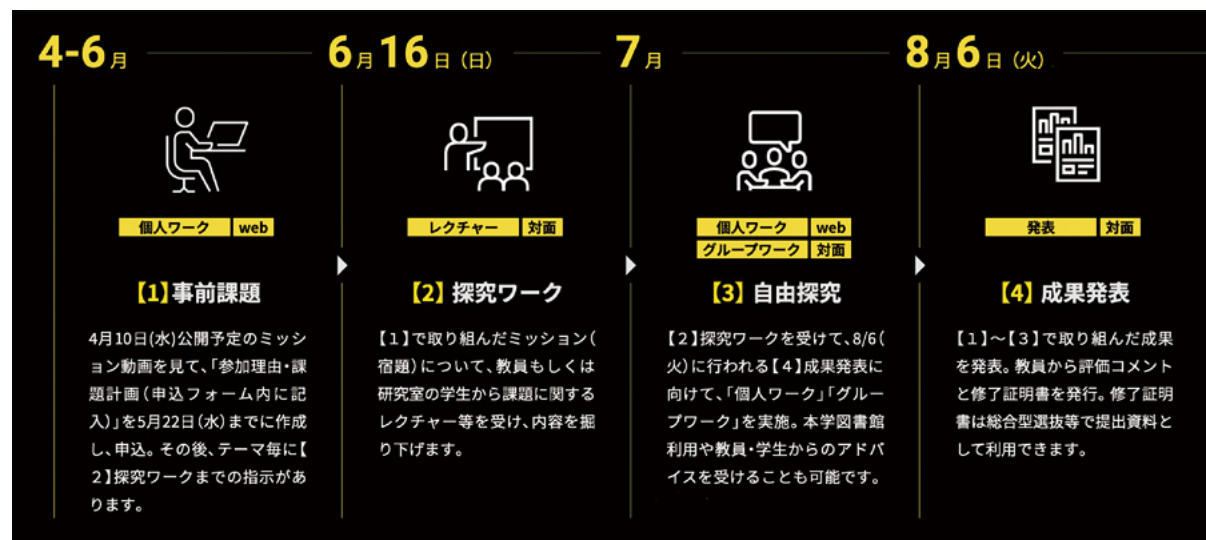 4-6月
6月16日（日）
7月
8月6日（火）
個人ワーク web
【1】事前課題
4月10日(水)公開予定のミッシ
ョン動画を見て、「参加理由・課
題計画（申込フォーム内に記
入）」を5月22日(水)までに作成
し、申込。その後、テーマ毎に【
2】探究ワークまでの指示があ
ります。
レクチャー 対面
【2】探究ワーク
【１】で取り組んだミッション（
宿題）について、教員もしくは
研究室の学生から課題に関する
レクチャー等を受け、内容を掘
り下げます。
個人ワーク web
グループワーク 対面
【3】自由探究
【２】探究ワークを受けて、8/6（
火）に行われる【４】成果発表に
向けて、「個人ワーク」「グルー
プワーク」を実施。本学図書館
利用や教員・学生からのアドバ
イスを受けることも可能です。
発表 対面
【4】成果発表
【１】～【３】で取り組んだ成果
を発表。教員から評価コメント
と修了証明書を発行。修了証明
書は総合型選抜等で提出資料と
して利用できます。